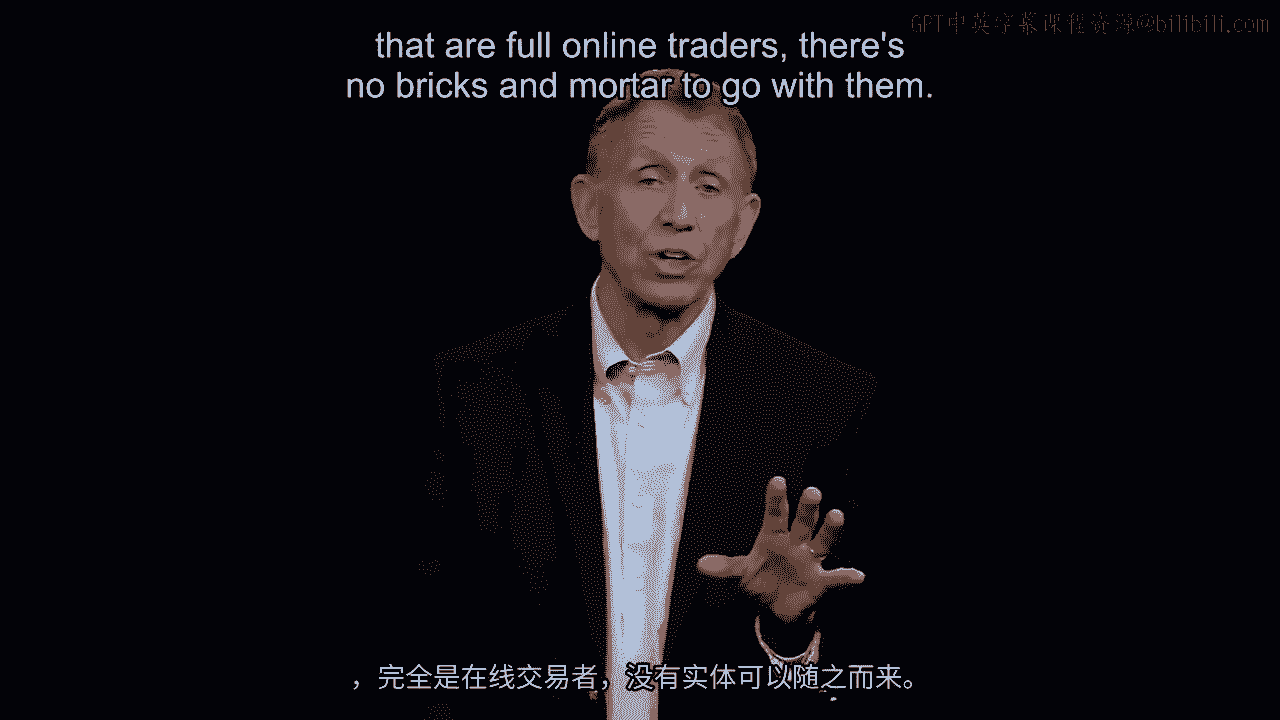 GPT中英字幕课程资源@bilibili.com
that are full online traders, there's
no bricks and mortar to go with them.
，完全是在线交易者，没有实体可以随之而来。